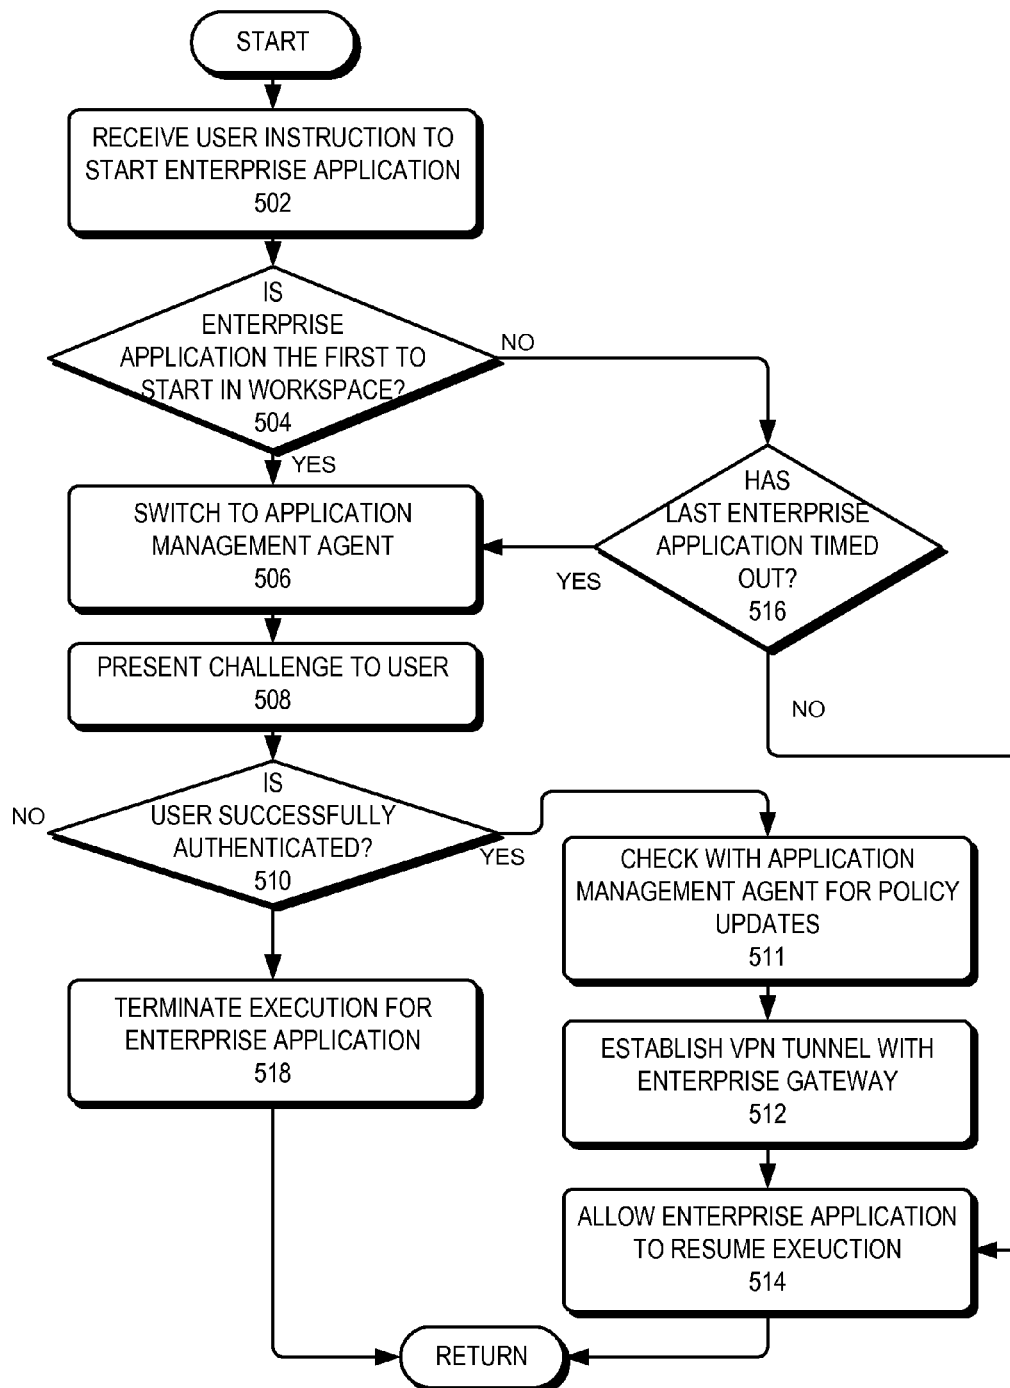 START
RECEIVE USER INSTRUCTION TO
START ENTERPRISE APPLICATION
502
IS
ENTERPRISE
APPLICATION THE FIRST TO
START IN WORKSPACE?
504
NO
YES
HAS
LAST ENTERPRISE
APPLICATION TIMED
OUT?
516
YES
NO
SWITCH TO APPLICATION
MANAGEMENT AGENT
506
PRESENT CHALLENGE TO USER
508
IS
USER SUCCESSFULLY
AUTHENTICATED?
510
NO
YES
CHECK WITH APPLICATION
MANAGEMENT AGENT FOR POLICY
UPDATES
511
TERMINATE EXECUTION FOR
ENTERPRISE APPLICATION
518
ESTABLISH VPN TUNNEL WITH
ENTERPRISE GATEWAY
512
ALLOW ENTERPRISE APPLICATION
TO RESUME EXEUCTION
514
RETURN